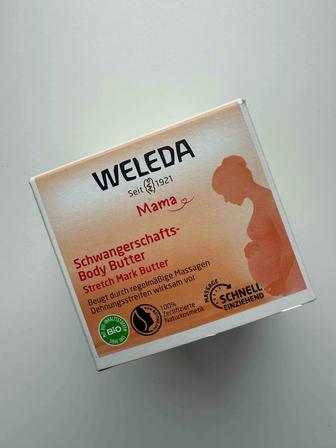 WELEDA
Seit 1921
Mama
Schwangerschafts-
Body Butter
Stretch Mark Butter
Beugt durch regelmäßige Massagen
Dehnungsstreifen wirksam vor
BIO
100%
Zertifizierte
Naturkosmetik
MASSAGE
SCHNELL
EINZIEHEND